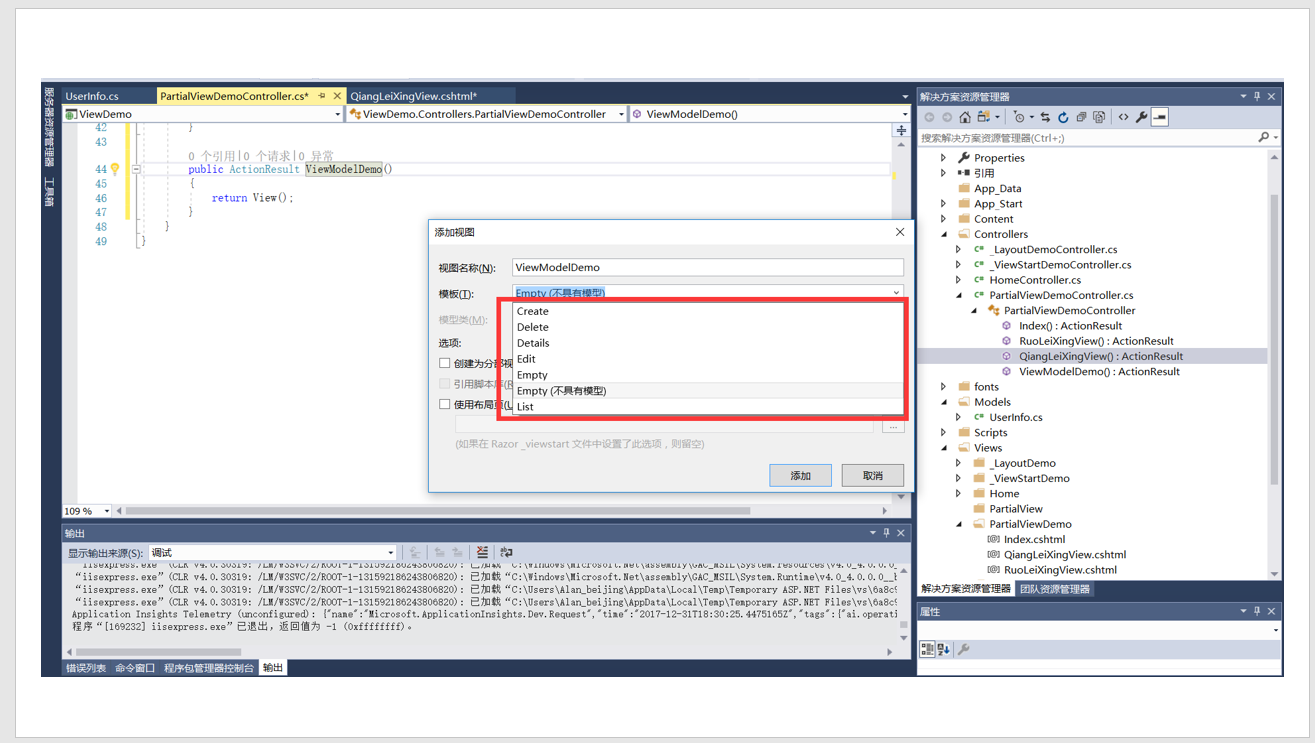 服务器资源管理器
工具箱
UserInfo.cs
PartialViewDemoController.cs*
QiangLeiXingView.cshtml*
ViewDemo
ViewDemo.Controllers.PartialViewDemoController
ViewModelDemo()
42 }
43
0 个引用|0 个请求|0 异常
44 public ActionResult ViewModelDemo()
45 {
46 return View();
47 }
48 }
49 }
109 %
添加视图
视图名称(N): ViewModelDemo
模板(T): Empty (不具有模型)
模型类(M):
Create
Delete
选项: Details
Edit
创建为分部视
Empty
引用脚本库(R
Empty (不具有模型)
使用布局页(U
List
...
(如果在 Razor _viewstart 文件中设置了此选项，则留空)
添加
取消
输出
显示输出来源(S): 调试
“iisexpress.exe”(CLR v4.0.30319: /LM/W3SVC/2/ROOT-1-131592186243806820): 已加载“C:\Windows\Microsoft.Net\assembly\GAC_MSIL\System.Resources\v4.0_4.0.0.0_
“iisexpress.exe”(CLR v4.0.30319: /LM/W3SVC/2/ROOT-1-131592186243806820): 已加载“C:\Windows\Microsoft.Net\assembly\GAC_MSIL\System.Runtime\v4.0_4.0.0.0__b
“iisexpress.exe”(CLR v4.0.30319: /LM/W3SVC/2/ROOT-1-131592186243806820): 已加载“C:\Users\Alan_beijing\AppData\Local\Temp\Temporary ASP.NET Files\vs\6a8c9
“iisexpress.exe”(CLR v4.0.30319: /LM/W3SVC/2/ROOT-1-131592186243806820): 已加载“C:\Users\Alan_beijing\AppData\Local\Temp\Temporary ASP.NET Files\vs\6a8c9
Application Insights Telemetry (unconfigured): {"name":"Microsoft.ApplicationInsights.Dev.Request","time":"2017-12-31T18:30:25.4475165Z","tags":{"ai.operati
程序“[169232] iisexpress.exe”已退出，返回值为 -1 (0xffffffff)。
错误列表 命令窗口 程序包管理器控制台 输出
解决方案资源管理器
搜索解决方案资源管理器(Ctrl+;)
Properties
引用
App_Data
App_Start
Content
Controllers
C# _LayoutDemoController.cs
C# _ViewStartDemoController.cs
C# HomeController.cs
C# PartialViewDemoController.cs
PartialViewDemoController
Index() : ActionResult
RuoLeiXingView() : ActionResult
QiangLeiXingView() : ActionResult
ViewModelDemo() : ActionResult
fonts
Models
C# UserInfo.cs
Scripts
Views
_LayoutDemo
_ViewStartDemo
Home
PartialView
PartialViewDemo
[@] Index.cshtml
[@] QiangLeiXingView.cshtml
[@] RuoLeiXingView.cshtml
解决方案资源管理器 团队资源管理器
属性